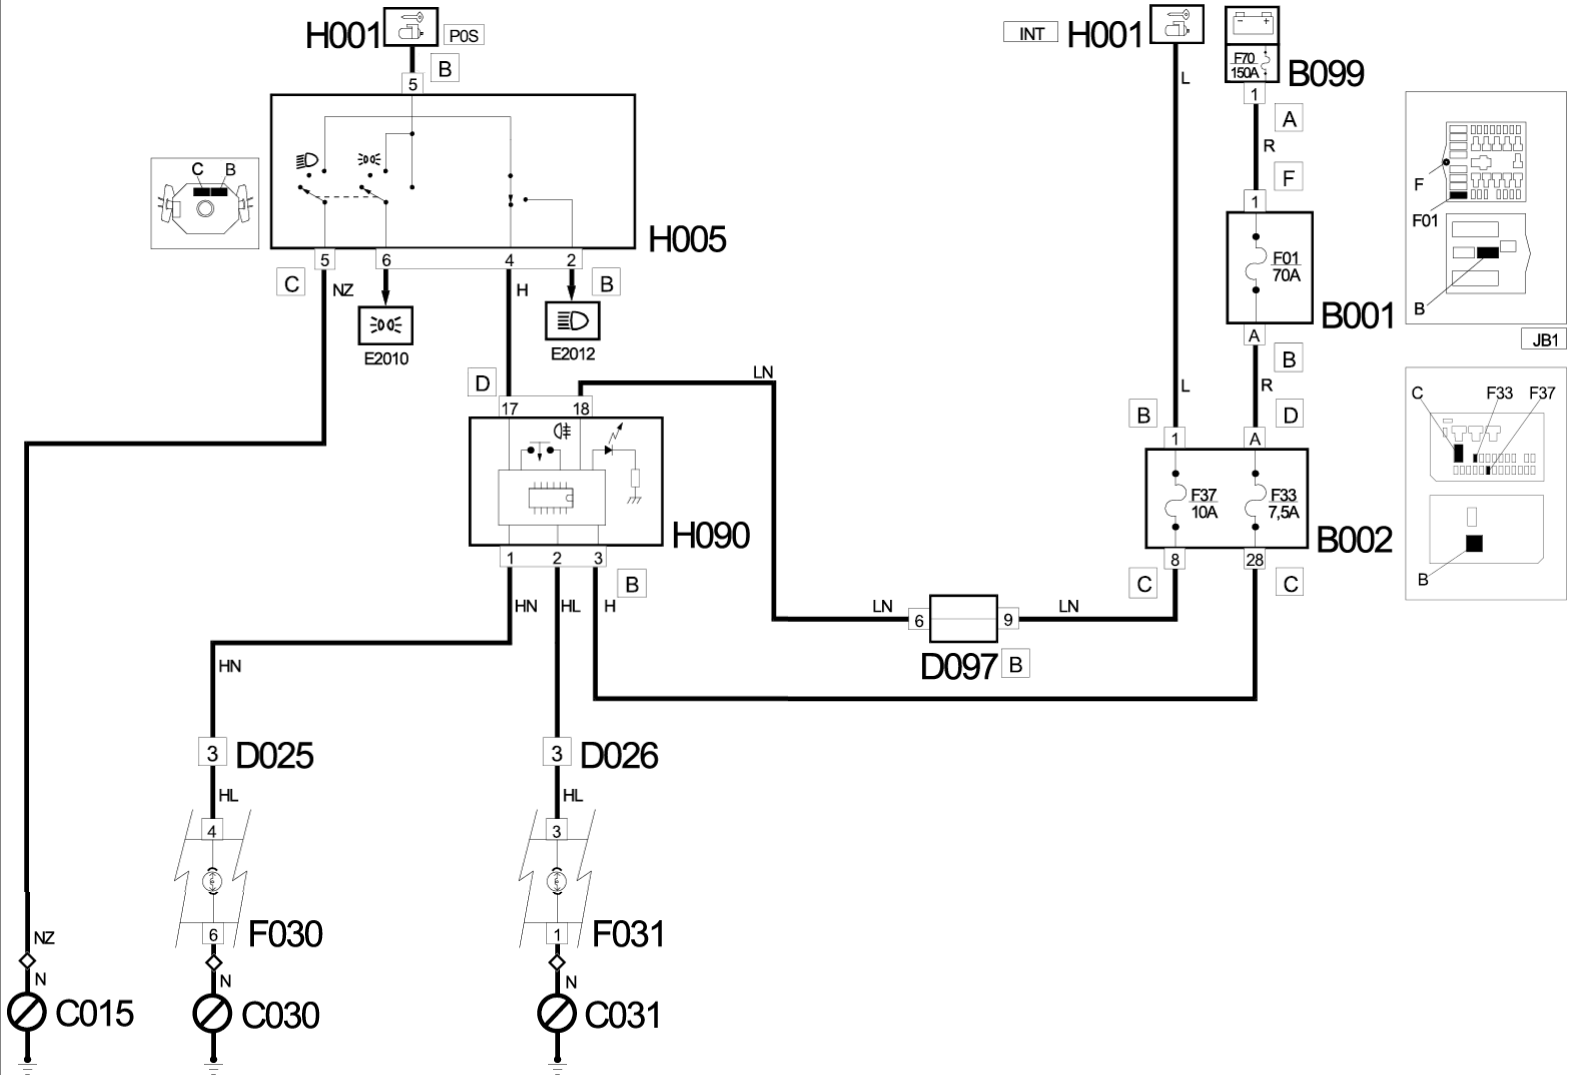 H001
P0S
B
5
INT
H001
F70
150A
B099
L
1
A
R
F
1
F01
70A
B001
A
B
L
R
B
D
1
A
F37
10A
F33
7,5A
B002
8
28
C
C
F
F01
B
JB1
C
F33
F37
B
C
B
H005
5
6
4
2
C
NZ
H
B
E2010
E2012
D
LN
17
18
H090
1
2
3
B
HN
HL
H
LN
6
9
LN
D097
B
HN
3
D025
3
D026
HL
HL
4
3
6
F030
1
F031
NZ
N
N
N
C015
C030
C031